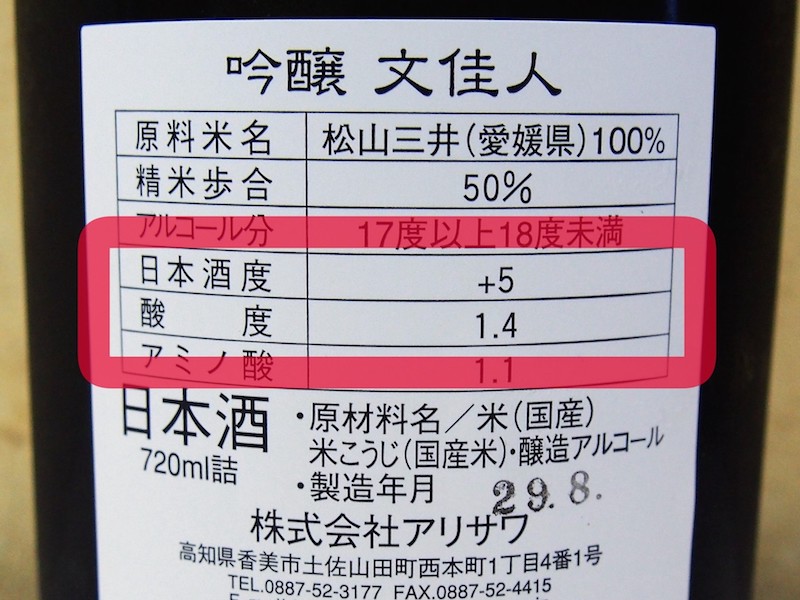 吟醸 文佳人
原料米名 松山三井(愛媛県)100%
精米歩合 50%
アルコール分 17度以上18度未満
日本酒度 +5
酸度 1.4
アミノ酸 1.1
日本酒
720ml詰
・原材料名/米(国産)
米こうじ(国産米)・醸造アルコール
・製造年月 29.8.
株式会社アリサワ
高知県香美市土佐山田町西本町1丁目4番1号
TEL.0887-52-3177 FAX.0887-52-4415